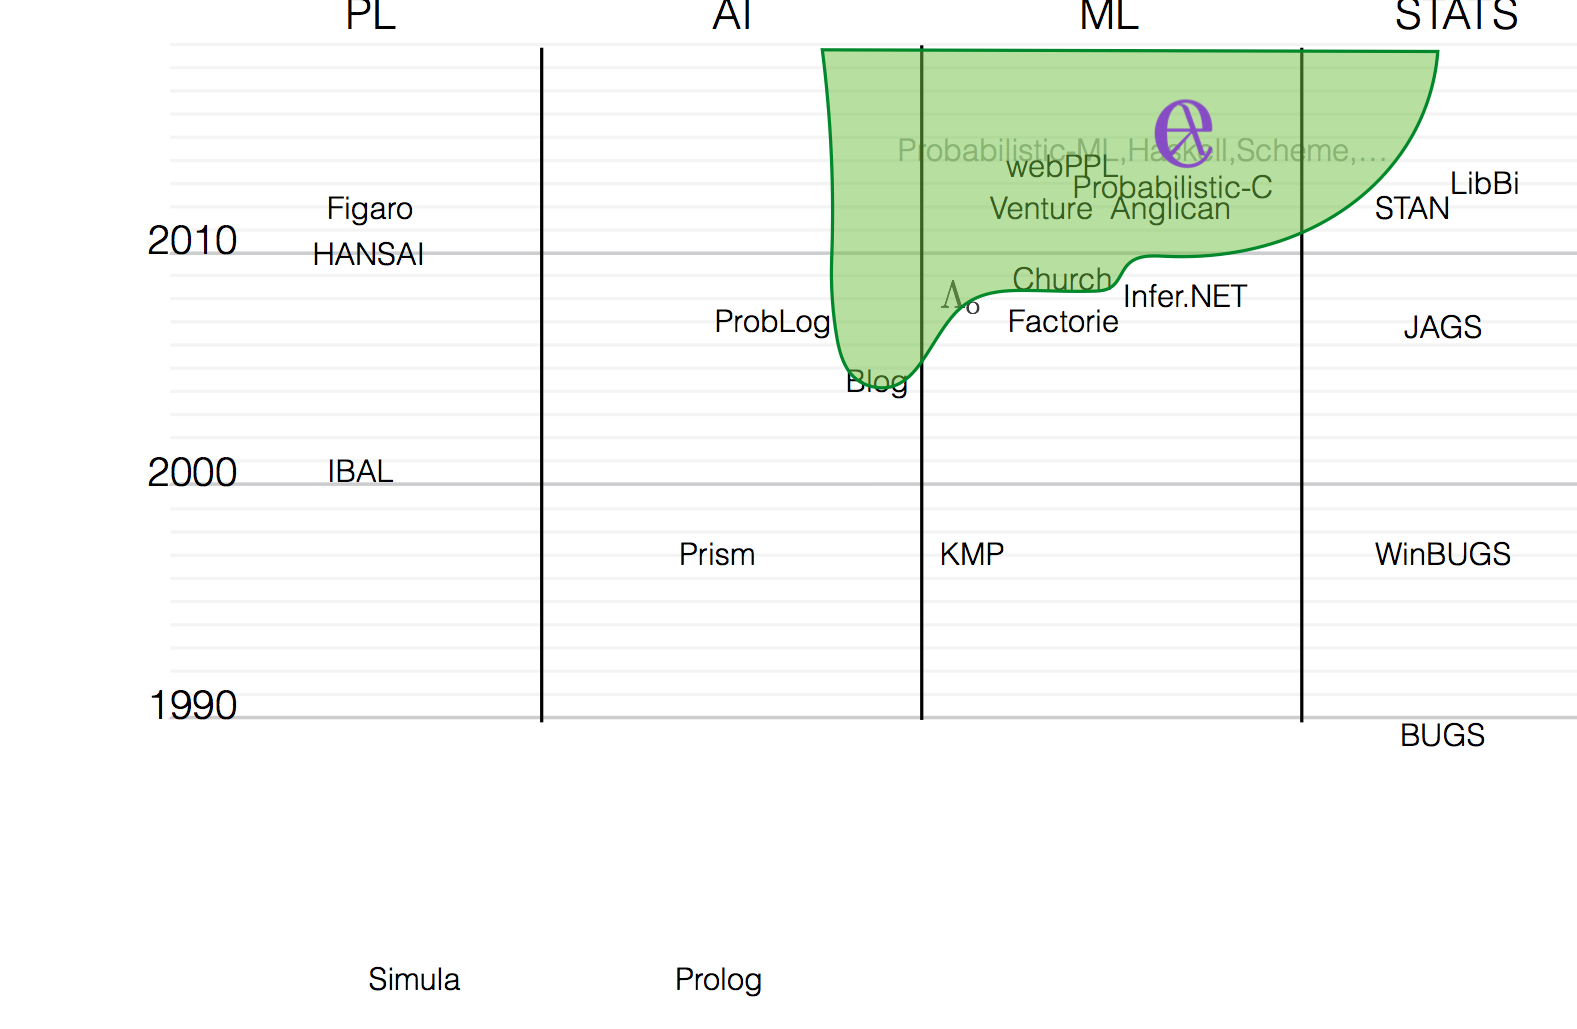 PL AI ML STATS
Probabilistic-ML,Haskell,Scheme,...
webPPL
Probabilistic-C
LibBi
Figaro Venture Anglican STAN
2010
HANSAI
Church
Λo Infer.NET
ProbLog Factorie JAGS
Blog
2000 IBAL
Prism KMP WinBUGS
1990
BUGS
Simula Prolog